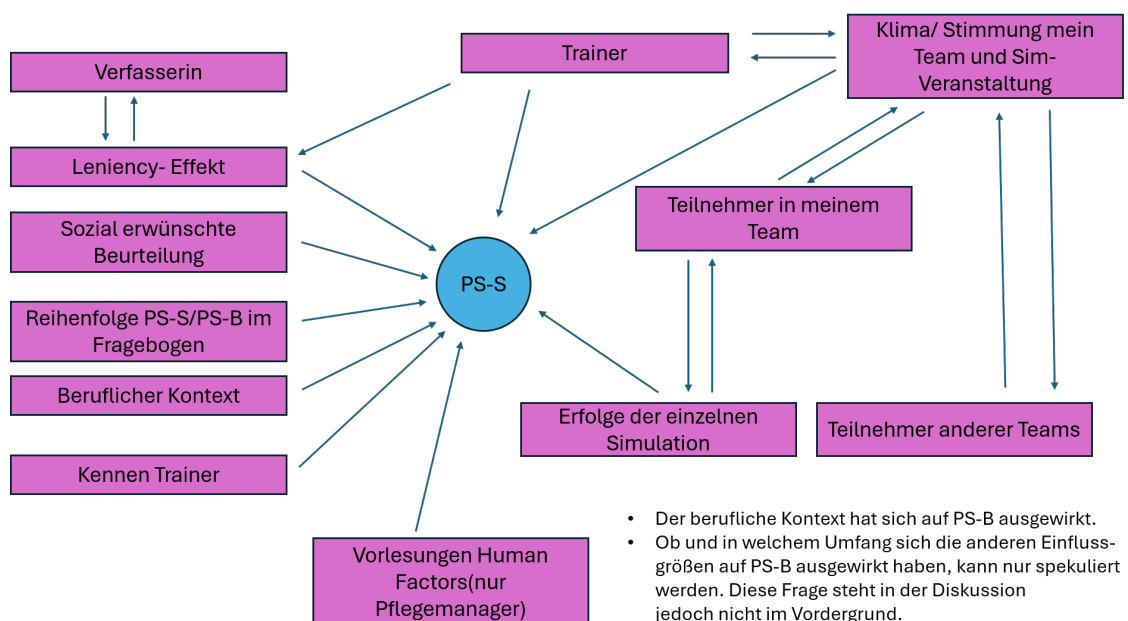 Verfasserin
Trainer
Klima/ Stimmung mein
Team und Sim-
Veranstaltung
Leniency- Effekt
Sozial erwünschte
Beurteilung
Teilnehmer in meinem
Team
PS-S
Reihenfolge PS-S/PS-B im
Fragebogen
Beruflicher Kontext
Erfolge der einzelnen
Simulation
Teilnehmer anderer Teams
Kennen Trainer
Vorlesungen Human
Factors(nur
Pflegemanager)
• Der berufliche Kontext hat sich auf PS-B ausgewirkt.
• Ob und in welchem Umfang sich die anderen Einfluss-
größen auf PS-B ausgewirkt haben, kann nur spekuliert
werden. Diese Frage steht in der Diskussion
jedoch nicht im Vordergrund.